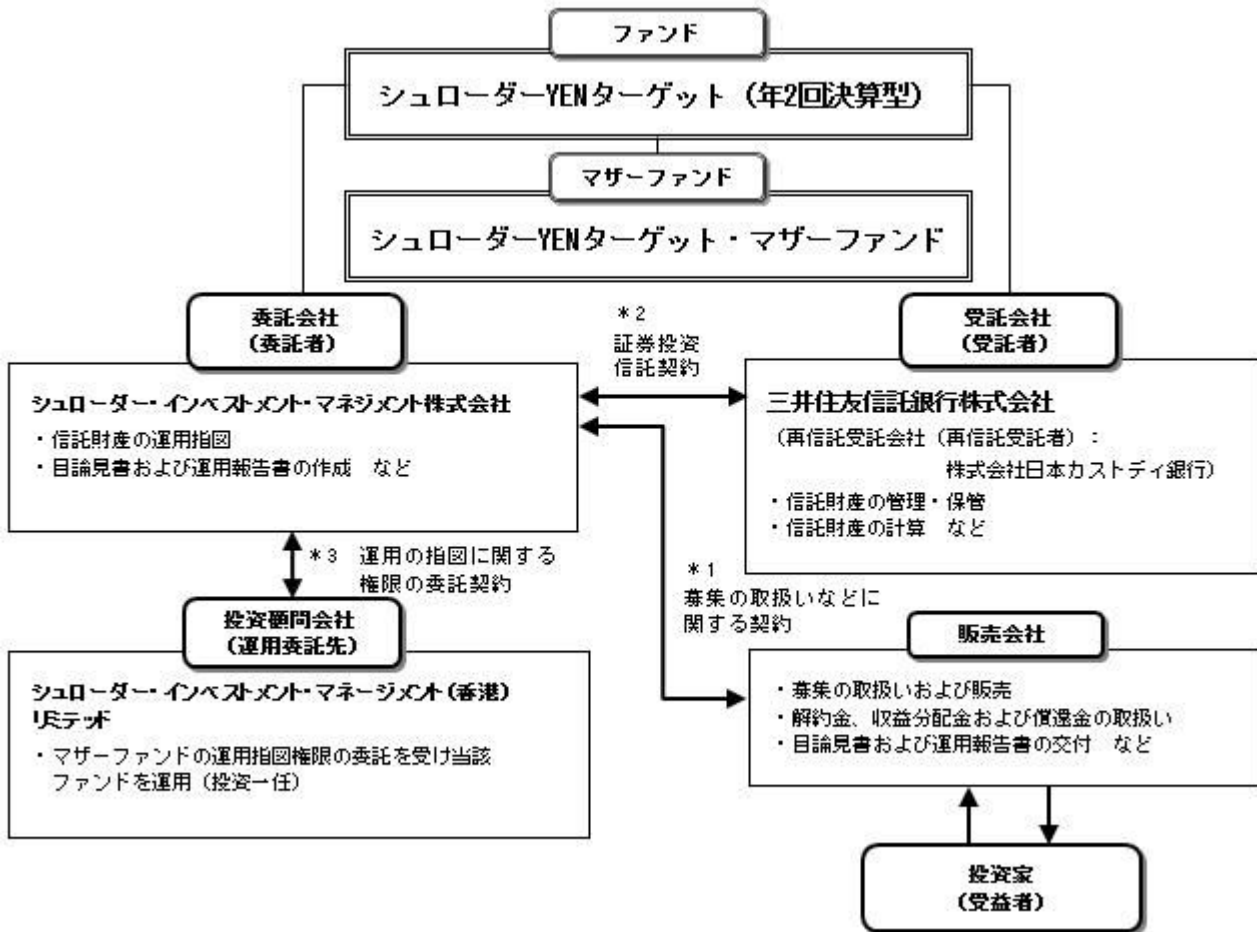 ファンド
シュローダーYENターゲット（年2回決算型）
マザーファンド
シュローダーYENターゲット・マザーファンド
委託会社
（委託者）
シュローダー・インベストメント・マネジメント株式会社
・信託財産の運用指図
・目論見書および運用報告書の作成　など
＊2
証券投資
信託契約
受託会社
（受託者）
三井住友信託銀行株式会社
（再信託受託会社（再信託受託者）：
株式会社日本カストディ銀行）
・信託財産の管理・保管
・信託財産の計算　など
＊3　運用の指図に関する
権限の委託契約
＊1
募集の取扱いなどに
関する契約
投資顧問会社
（運用委託先）
シュローダー・インベストメント・マネージメント（香港）
リミテッド
・マザーファンドの運用指図権限の委託を受け当該
ファンドを運用（投資一任）
販売会社
・募集の取扱いおよび販売
・解約金、収益分配金および償還金の取扱い
・目論見書および運用報告書の交付　など
投資家
（受益者）